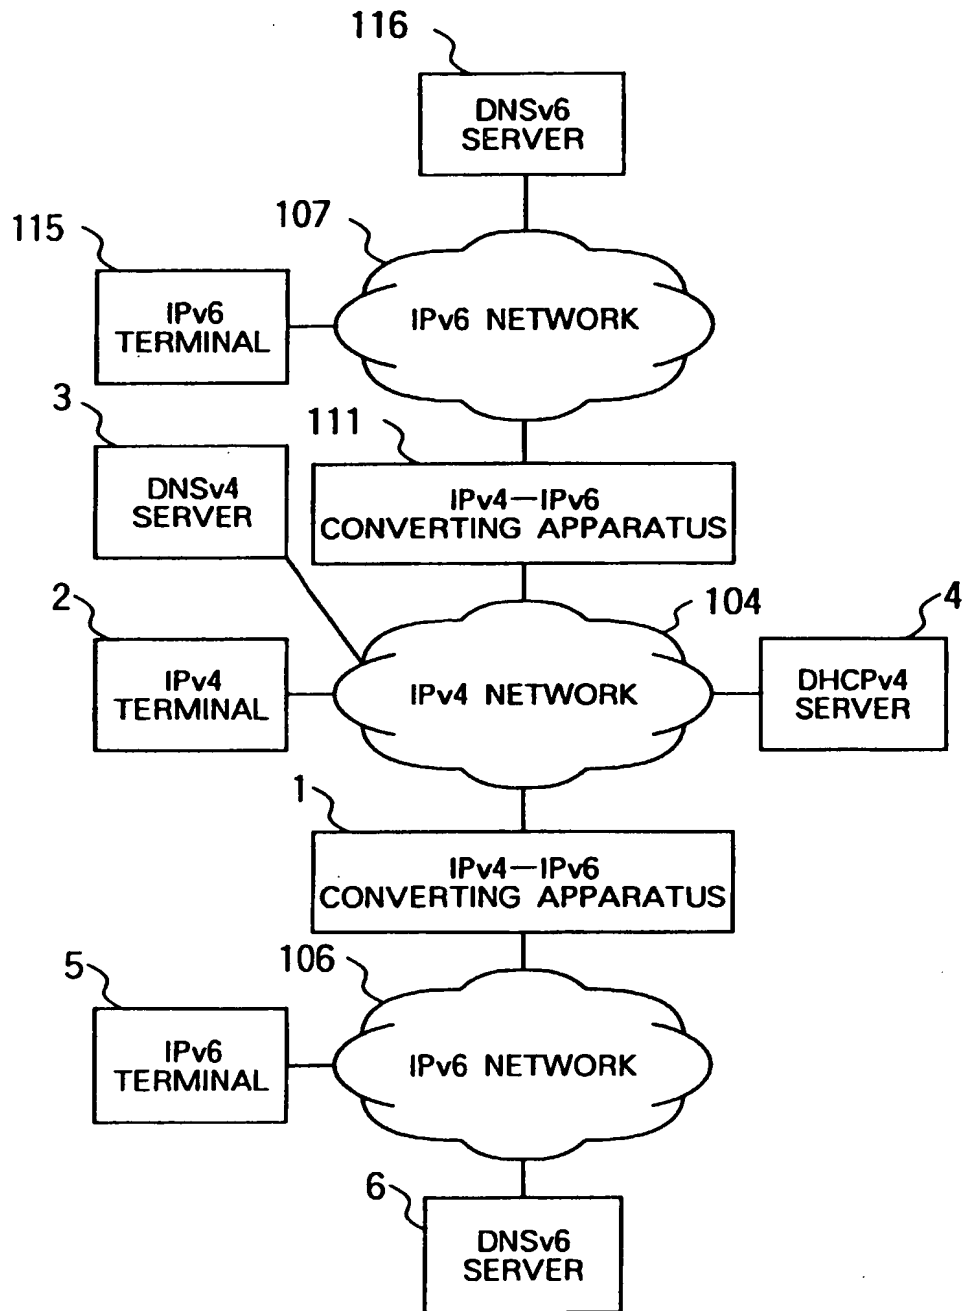 116
DNSv6
SERVER
107
115
IPv6
TERMINAL
IPv6 NETWORK
3
111
DNSv4
SERVER
IPv4—IPv6
CONVERTING APPARATUS
2
104
4
IPv4
TERMINAL
IPv4 NETWORK
DHCPv4
SERVER
1
IPv4—IPv6
CONVERTING APPARATUS
5
106
IPv6
TERMINAL
IPv6 NETWORK
6
DNSv6
SERVER